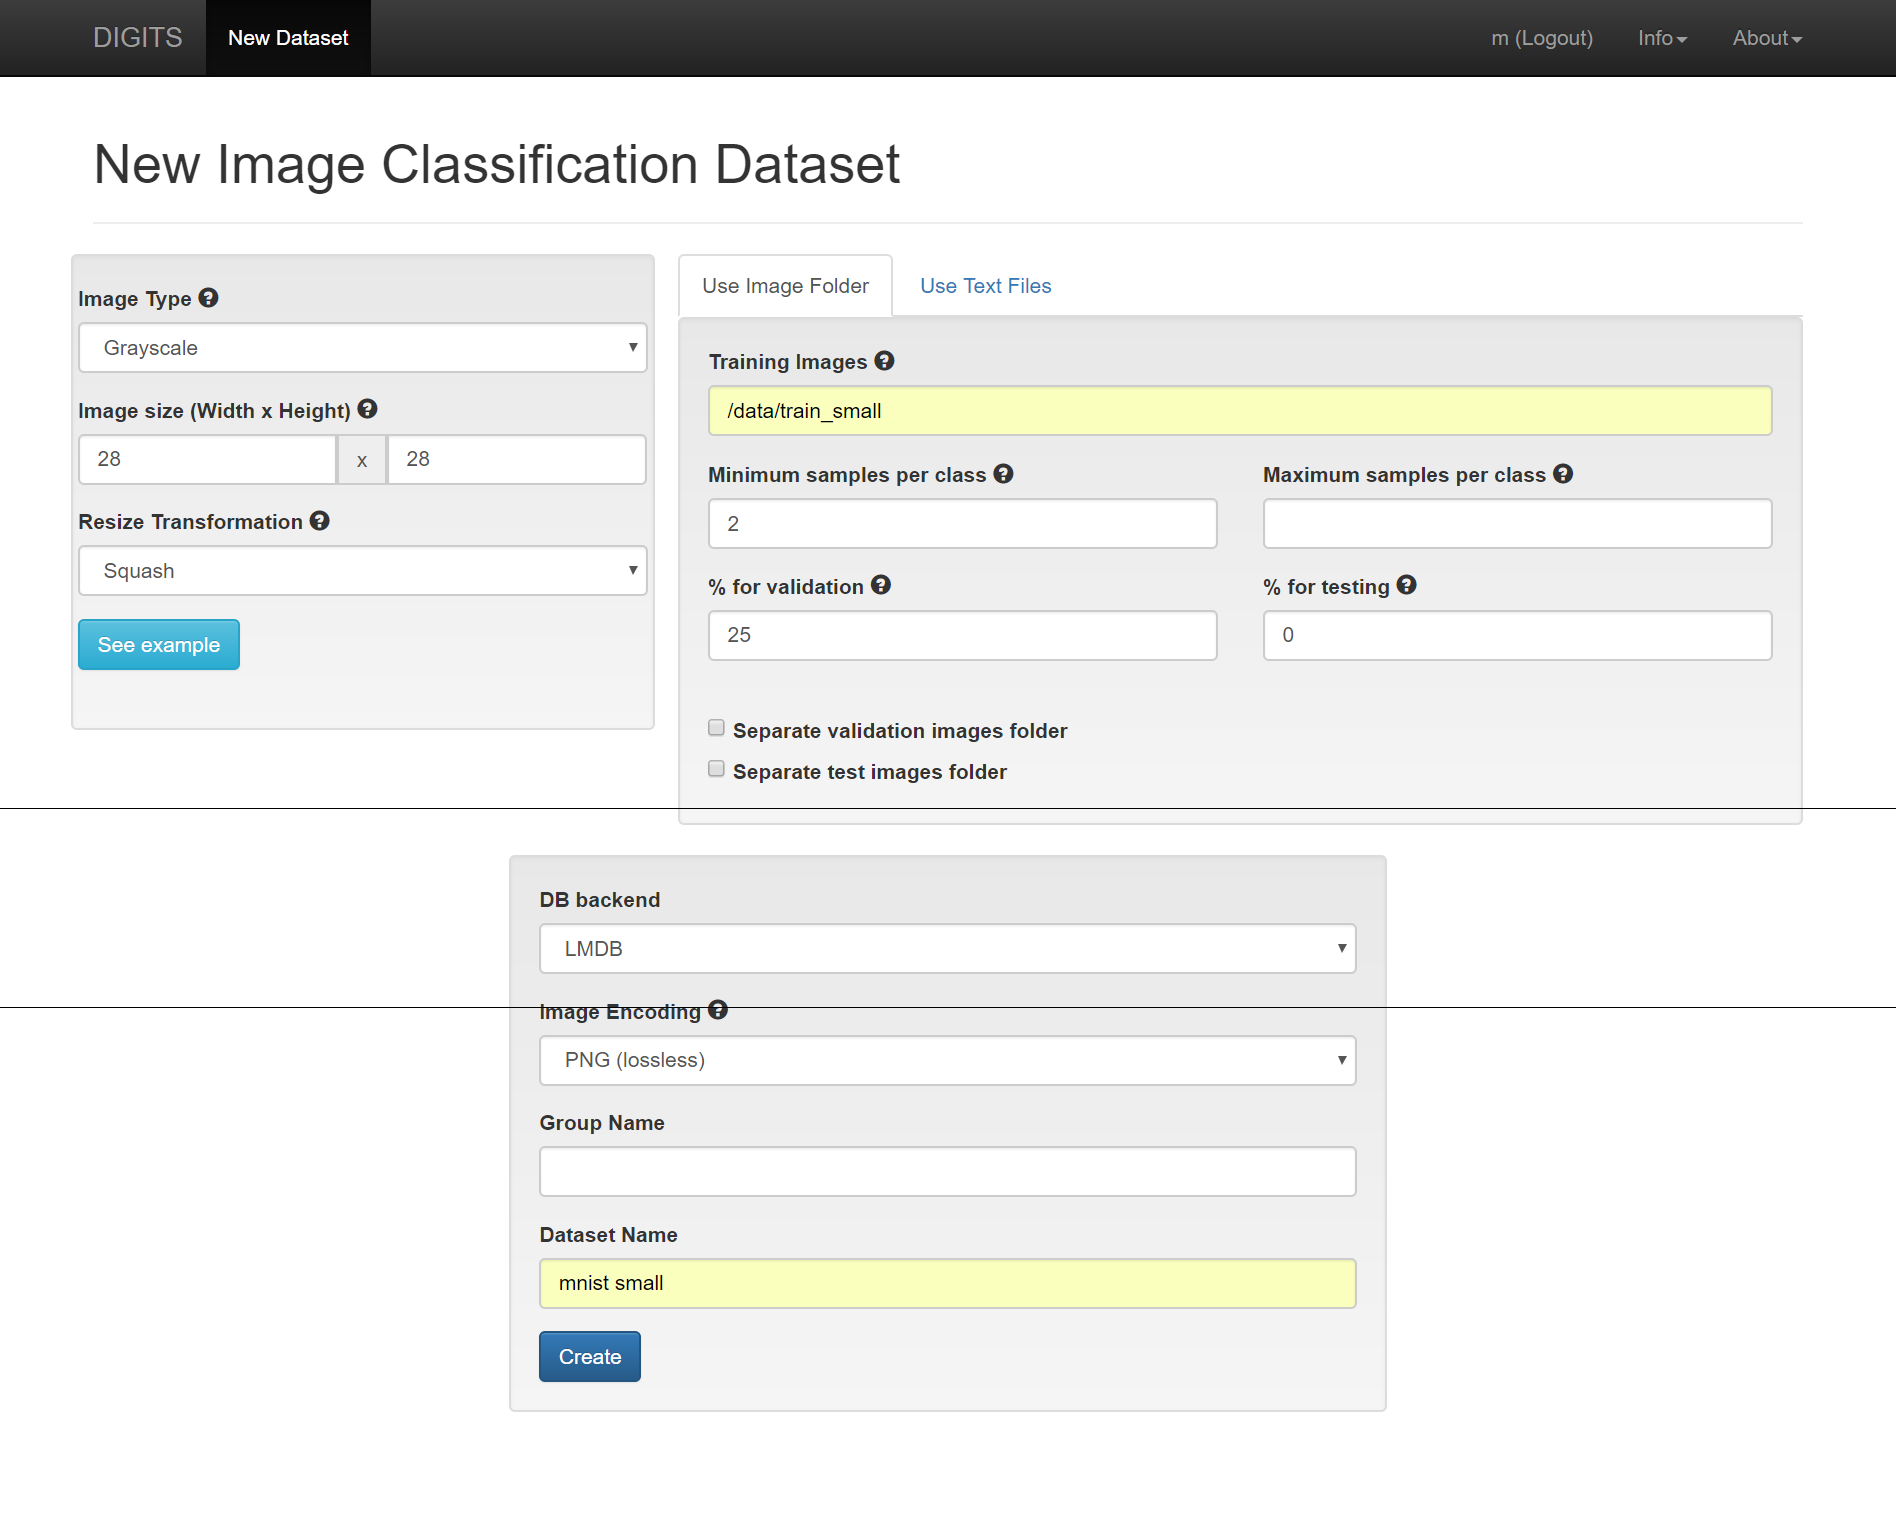 DIGITS New Dataset m (Logout) Info About
New Image Classification Dataset
Image Type
Grayscale
Image size (Width x Height)
28 x 28
Resize Transformation
Squash
See example
Use Image Folder Use Text Files
Training Images
/data/train_small
Minimum samples per class Maximum samples per class
2
% for validation % for testing
25 0
Separate validation images folder
Separate test images folder
DB backend
LMDB
Image Encoding
PNG (lossless)
Group Name
Dataset Name
mnist small
Create